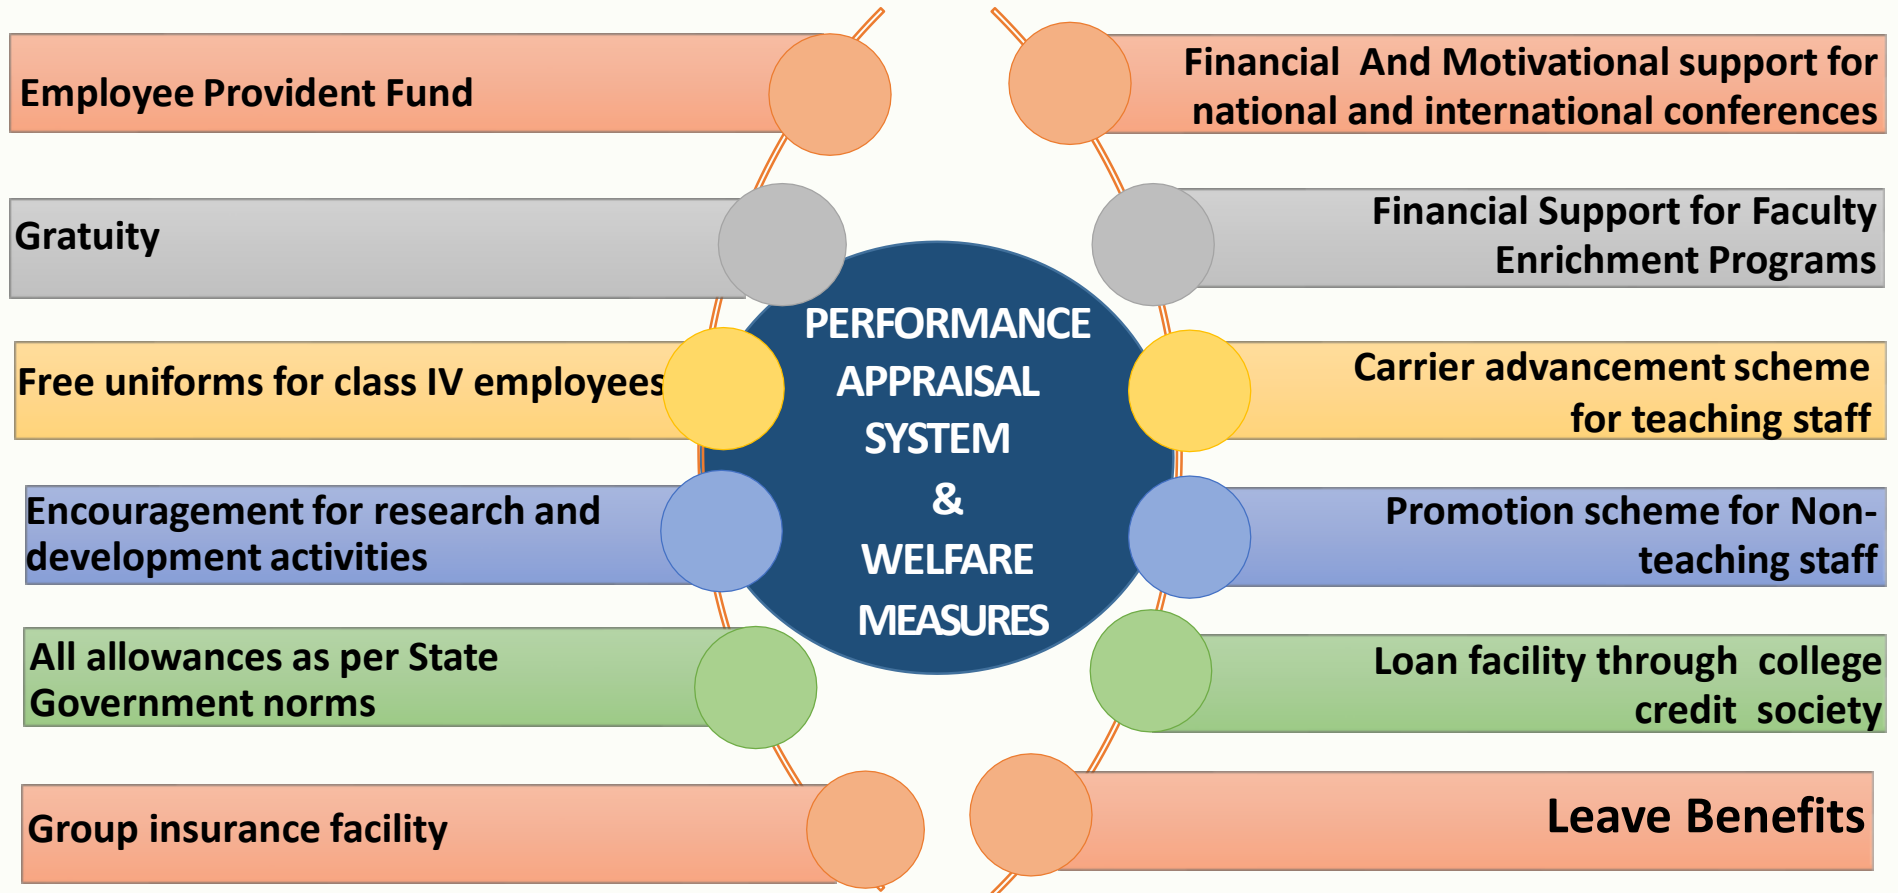 Employee Provident Fund
Gratuity
Free uniforms for class IV employees
Encouragement for research and
development activities
All allowances as per State
Government norms
Group insurance facility
PERFORMANCE
APPRAISAL
SYSTEM
&
WELFARE
MEASURES
Financial  And Motivational support for
national and international conferences
Financial Support for Faculty
Enrichment Programs
Carrier advancement scheme
for teaching staff
Promotion scheme for Non-
teaching staff
Loan facility through  college
credit  society
Leave Benefits